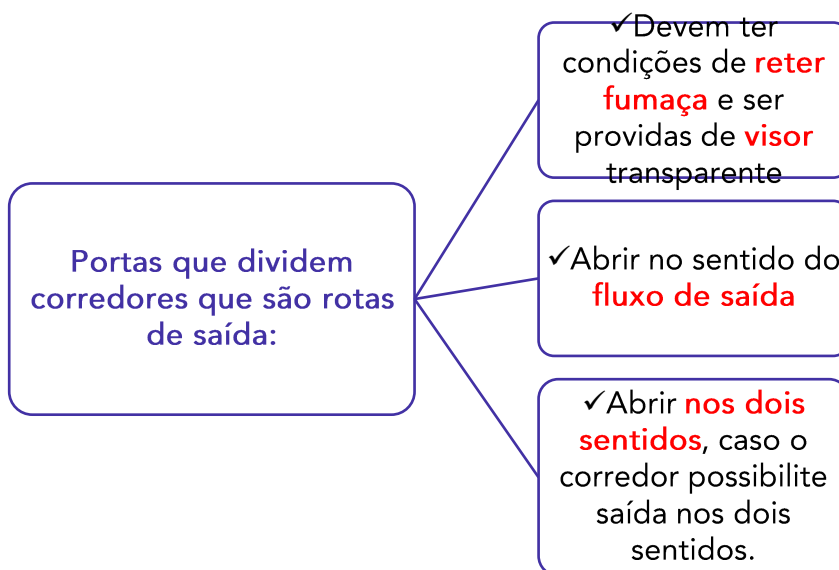 Portas que dividem
corredores que são rotas
de saída:
✓Devem ter
condições de reter
fumaça e ser
providas de visor
transparente
✓Abrir no sentido do
fluxo de saída
✓Abrir nos dois
sentidos, caso o
corredor possibilite
saída nos dois
sentidos.